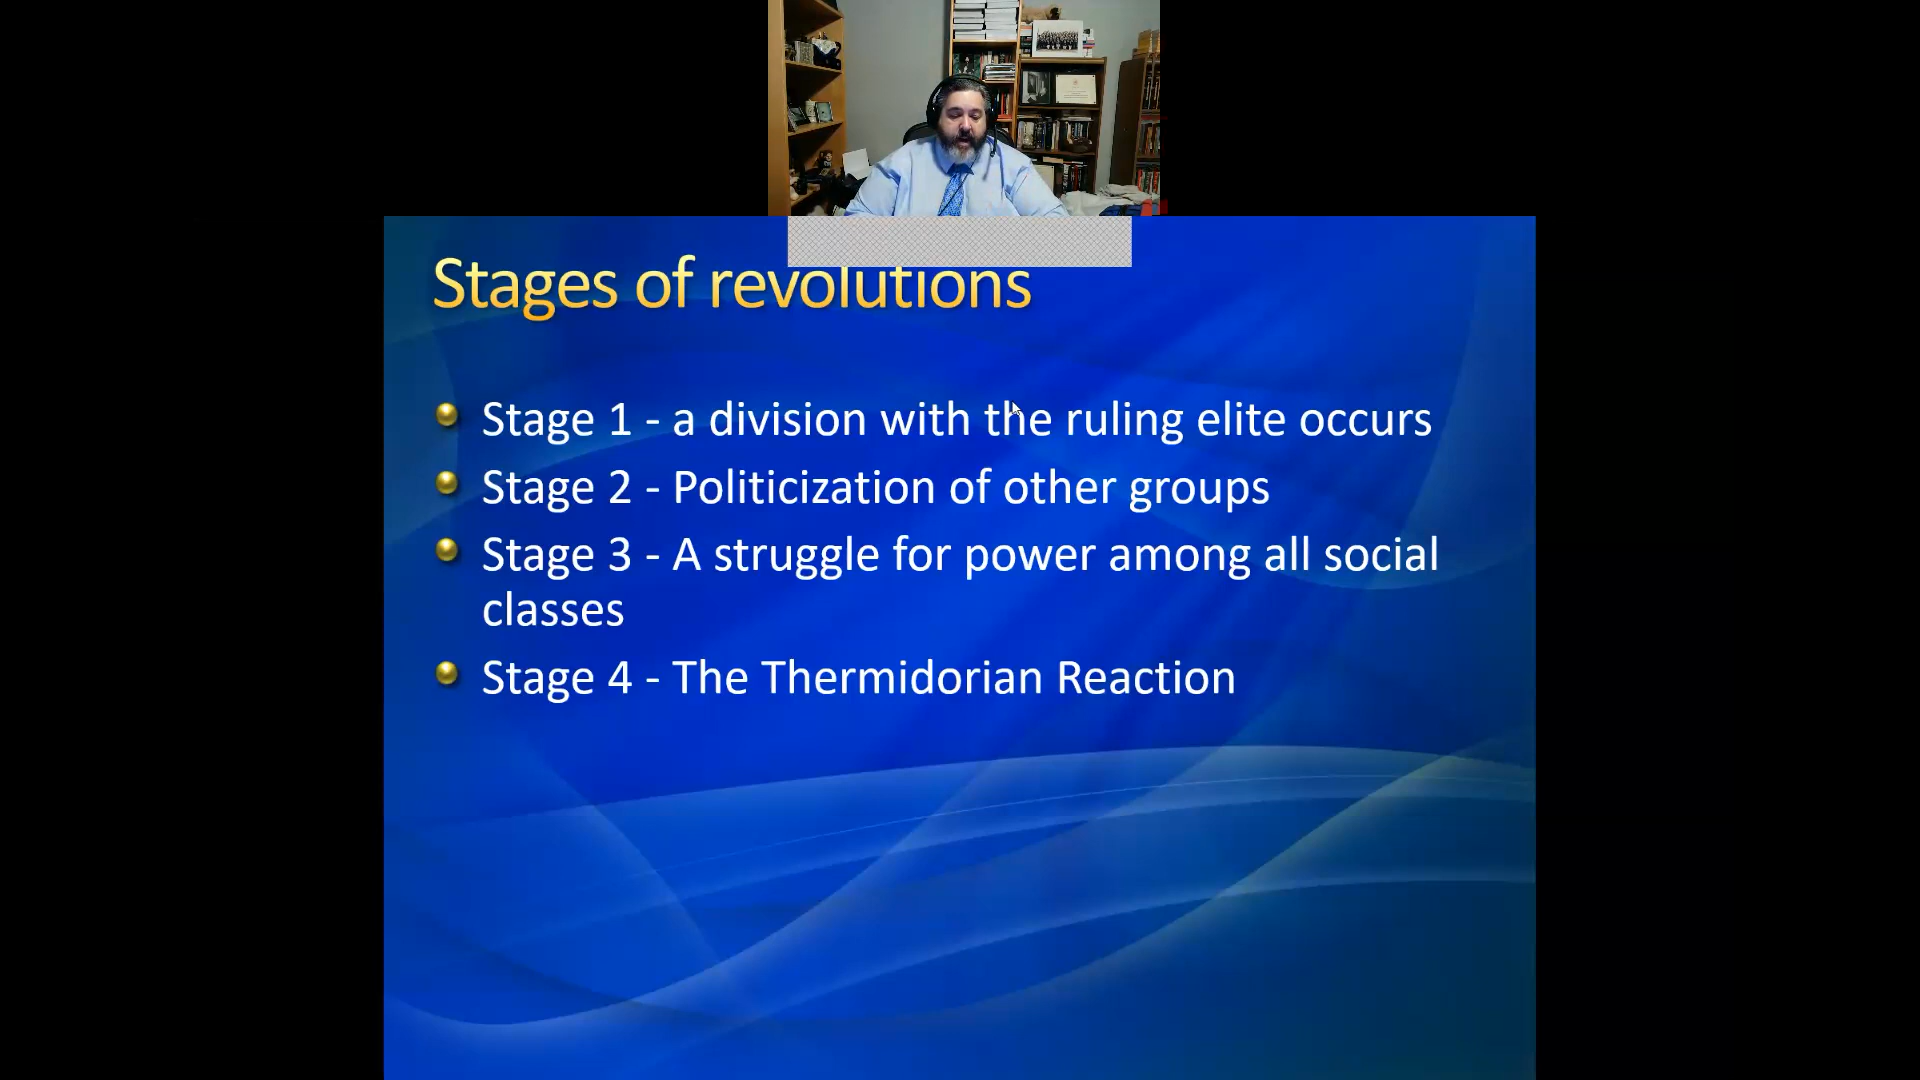 Stages of revolutions
Stage 1 - a division with the ruling elite occurs
Stage 2 - Politicization of other groups
Stage 3 - A struggle for power among all social
classes
Stage 4 - The Thermidorian Reaction